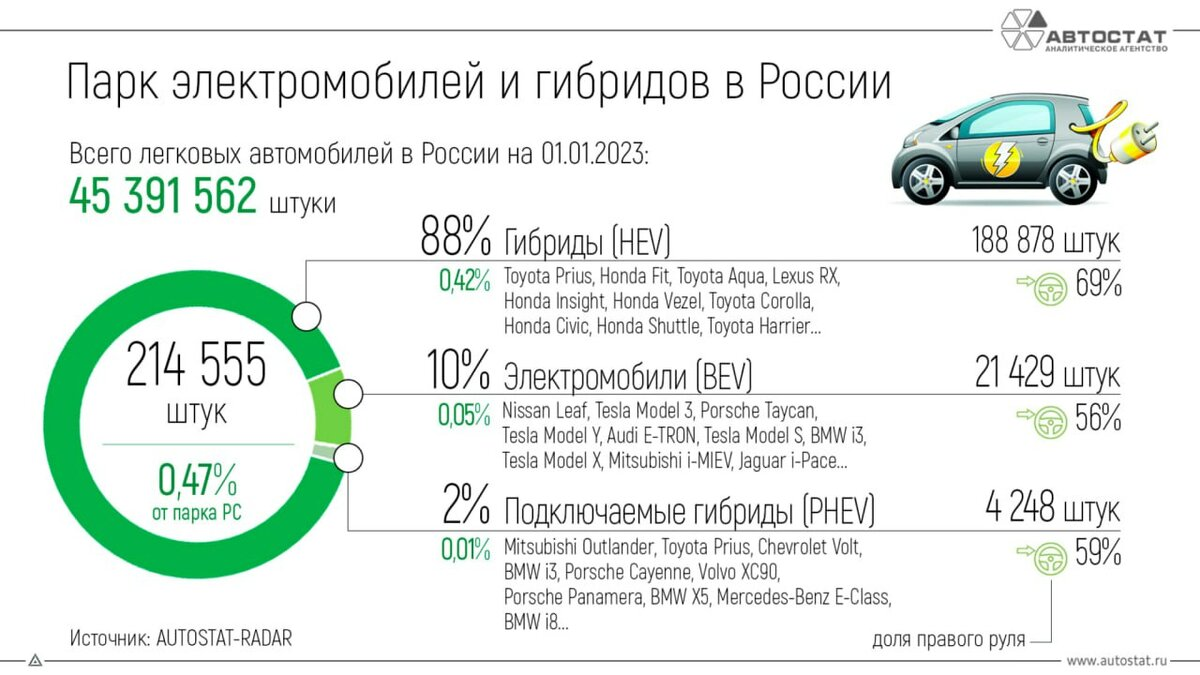 АВТОСТАТ
АНАЛИТИЧЕСКОЕ АГЕНТСТВО
Парк электромобилей и гибридов в России
Всего легковых автомобилей в России на 01.01.2023:
45 391 562 штуки
88% Гибриды (HEV) 188 878 штук
0,42% Toyota Prius, Honda Fit, Toyota Aqua, Lexus RX, 69%
Honda Insight, Honda Vezel, Toyota Corolla,
Honda Civic, Honda Shuttle, Toyota Harrier...
214 555
штук
0,47%
от парка РС
10% Электромобили (BEV) 21 429 штук
0,05% Nissan Leaf, Tesla Model 3, Porsche Taycan, 56%
Tesla Model Y, Audi E-TRON, Tesla Model S, BMW i3,
Tesla Model X, Mitsubishi i-MIEV, Jaguar i-Pace...
2% Подключаемые гибриды (PHEV) 4 248 штук
0,01% Mitsubishi Outlander, Toyota Prius, Chevrolet Volt, 59%
BMW i3, Porsche Cayenne, Volvo XC90,
Porsche Panamera, BMW X5, Mercedes-Benz E-Class,
BMW i8...
Источник: AUTOSTAT-RADAR
доля правого руля
www.autostat.ru